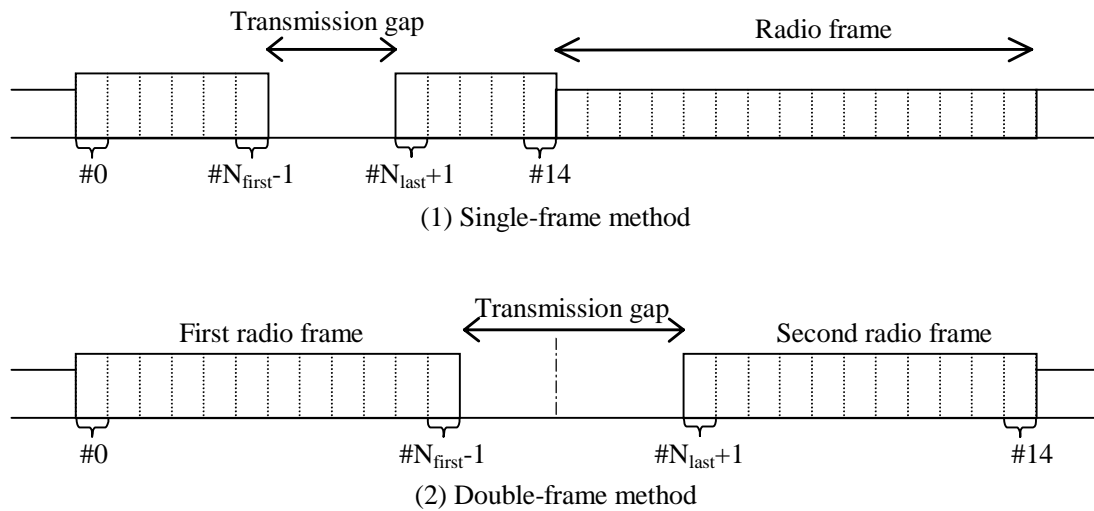 Transmission gap
Radio frame
#0
#N_first-1
#N_last+1
#14
(1) Single-frame method
Transmission gap
First radio frame
Second radio frame
#0
#N_first-1
#N_last+1
#14
(2) Double-frame method